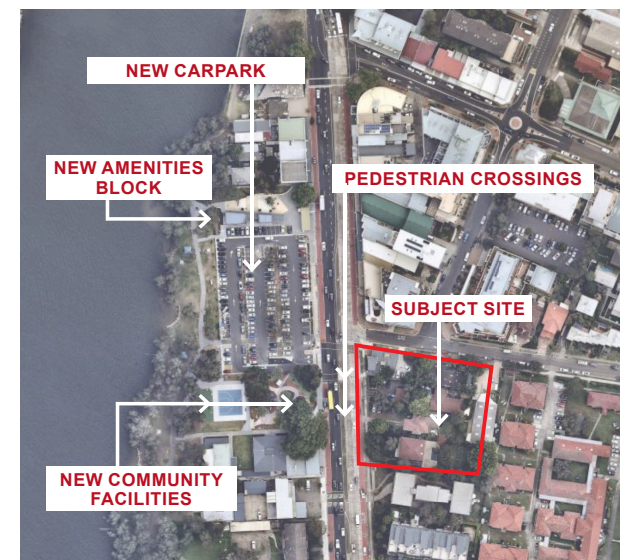 NEW CARPARK
NEW AMENITIES
BLOCK
PEDESTRIAN CROSSINGS
SUBJECT SITE
NEW COMMUNITY
FACILITIES